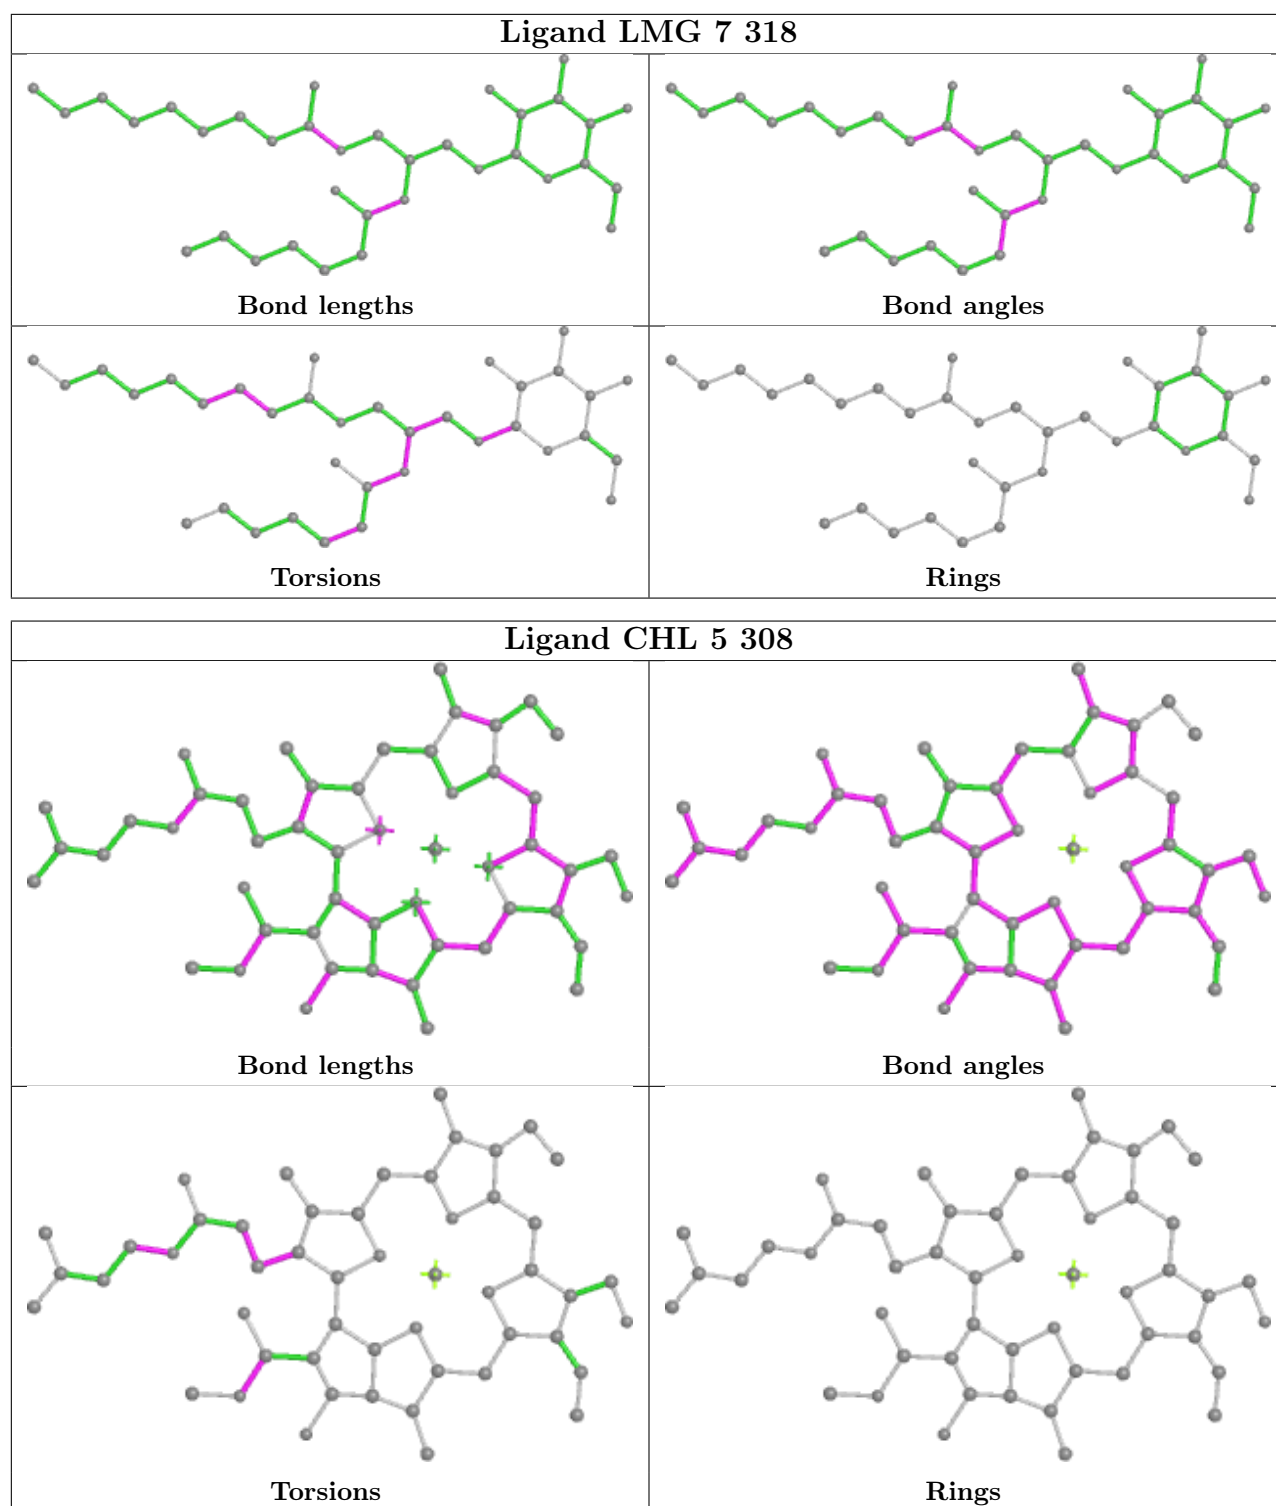 Ligand LMG 7 318
Bond lengths
Bond angles
Torsions
Rings
Ligand CHL 5 308
Bond lengths
Bond angles
Torsions
Rings